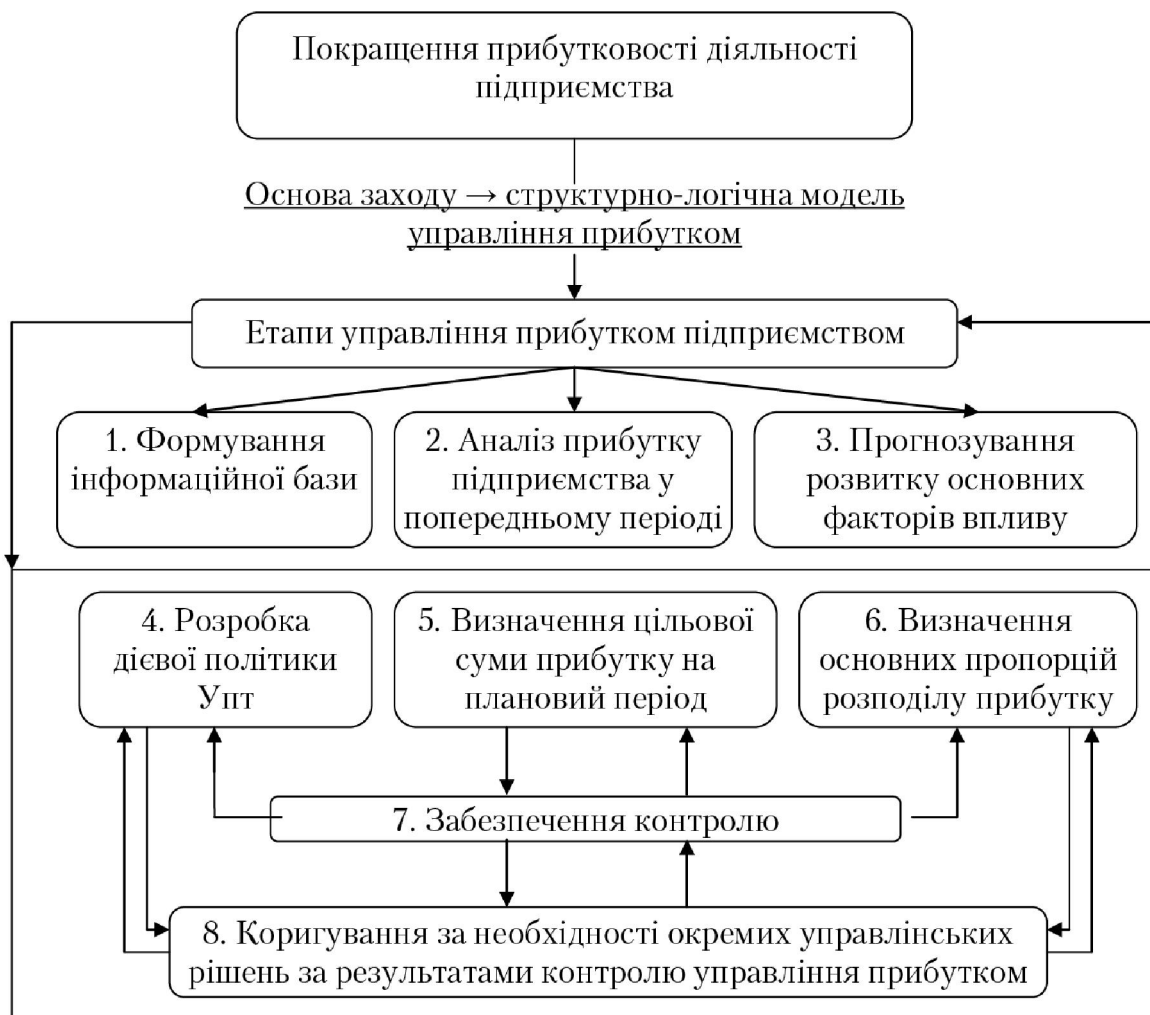 Покращення прибутковості діяльності
підприємства
Основа заходу → структурно-логічна модель
управління прибутком
Етапи управління прибутком підприємством
1. Формування
інформаційної бази
2. Аналіз прибутку
підприємства у
попередньому періоді
3. Прогнозування
розвитку основних
факторів впливу
4. Розробка
дієвої політики
Упт
5. Визначення цільової
суми прибутку на
плановий період
6. Визначення
основних пропорцій
розподілу прибутку
7. Забезпечення контролю
8. Коригування за необхідності окремих управлінських
рішень за результатами контролю управління прибутком